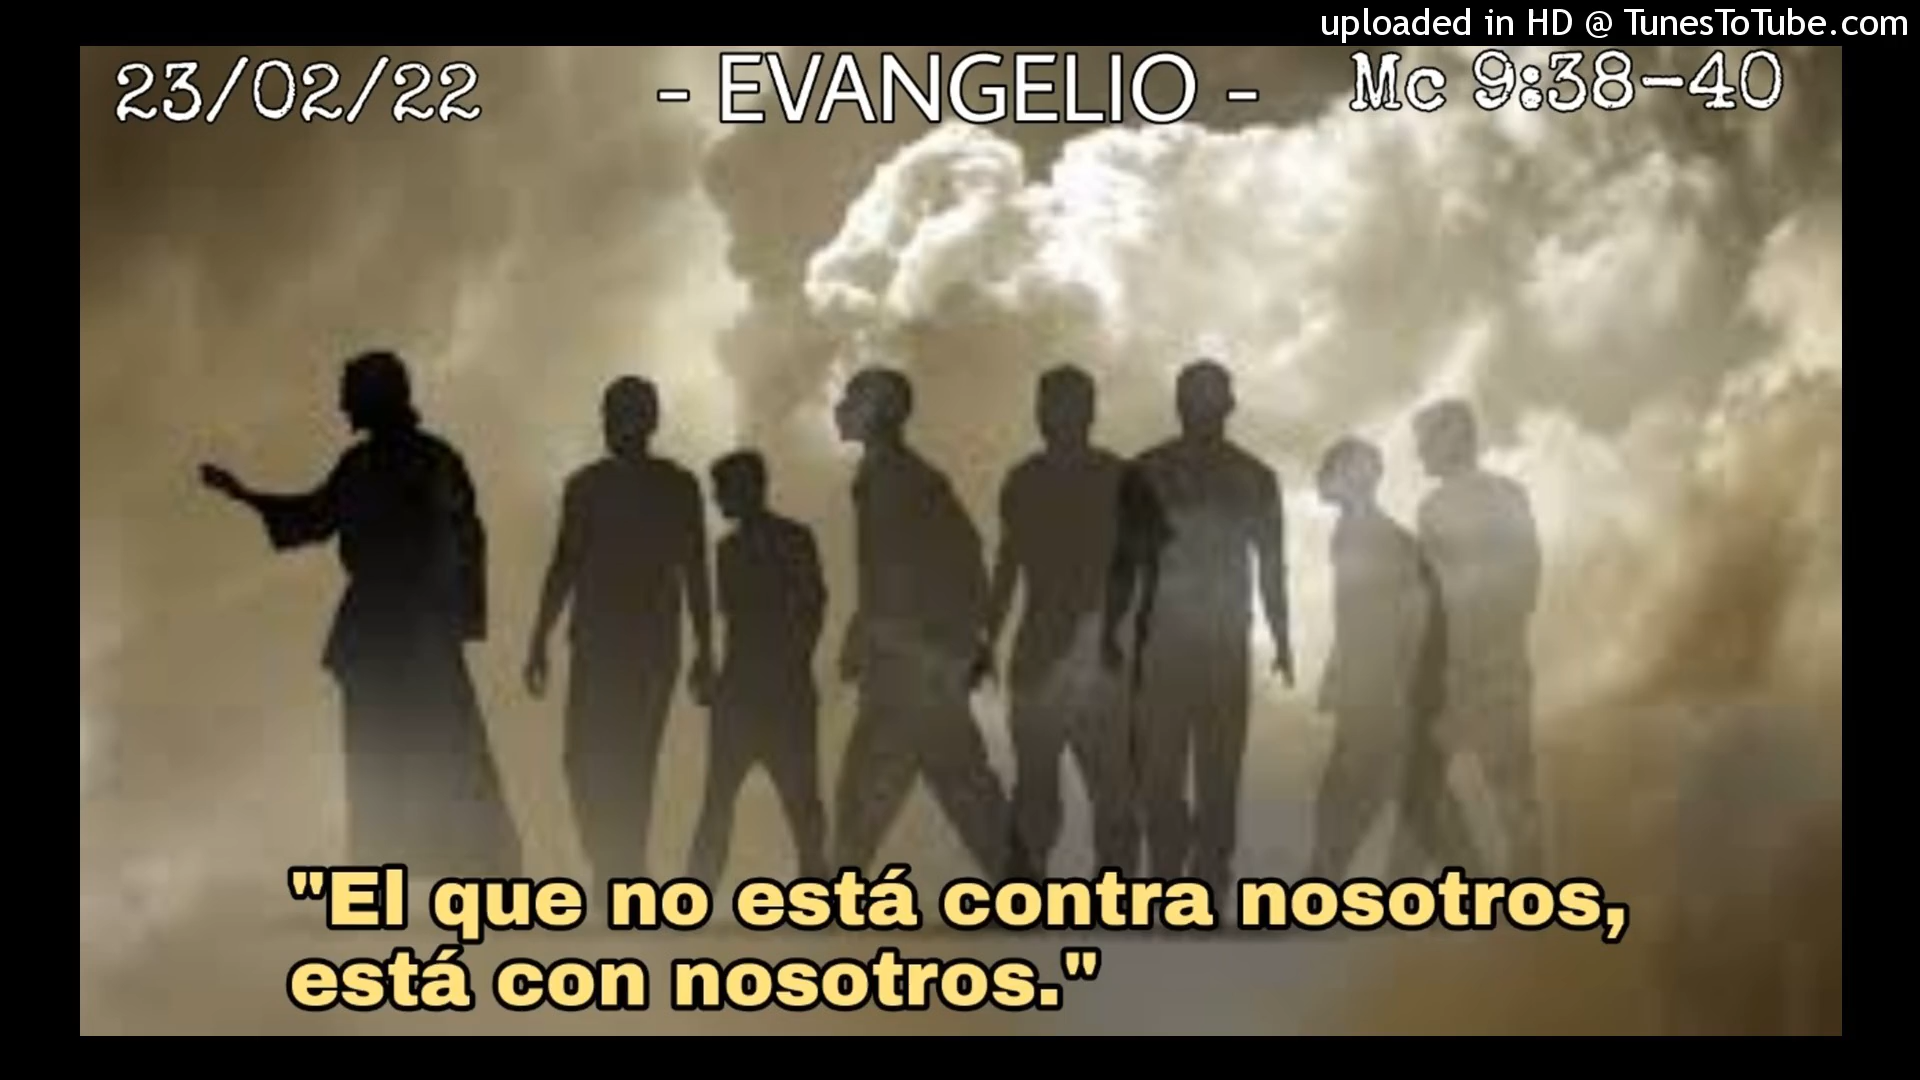 uploaded in HD @ TunesToTube.com
23/02/22 - EVANGELIO - Mc 9:38-40
"El que no está contra nosotros,
está con nosotros."